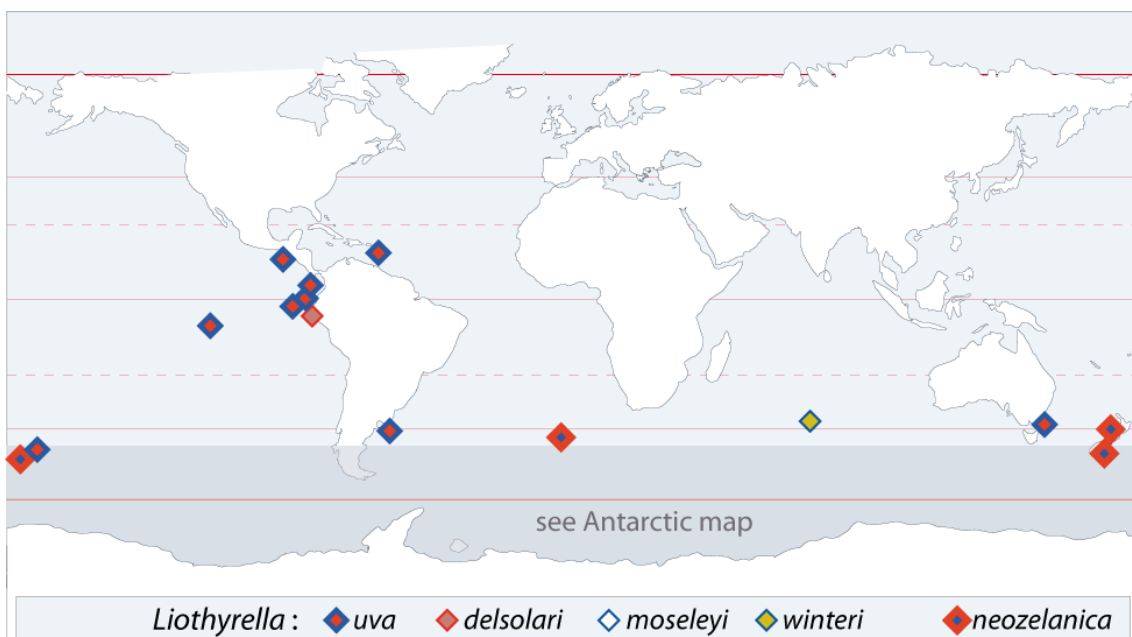 see Antarctic map
Liothyrella : uva delsolari moseleyi winteri neozelanica